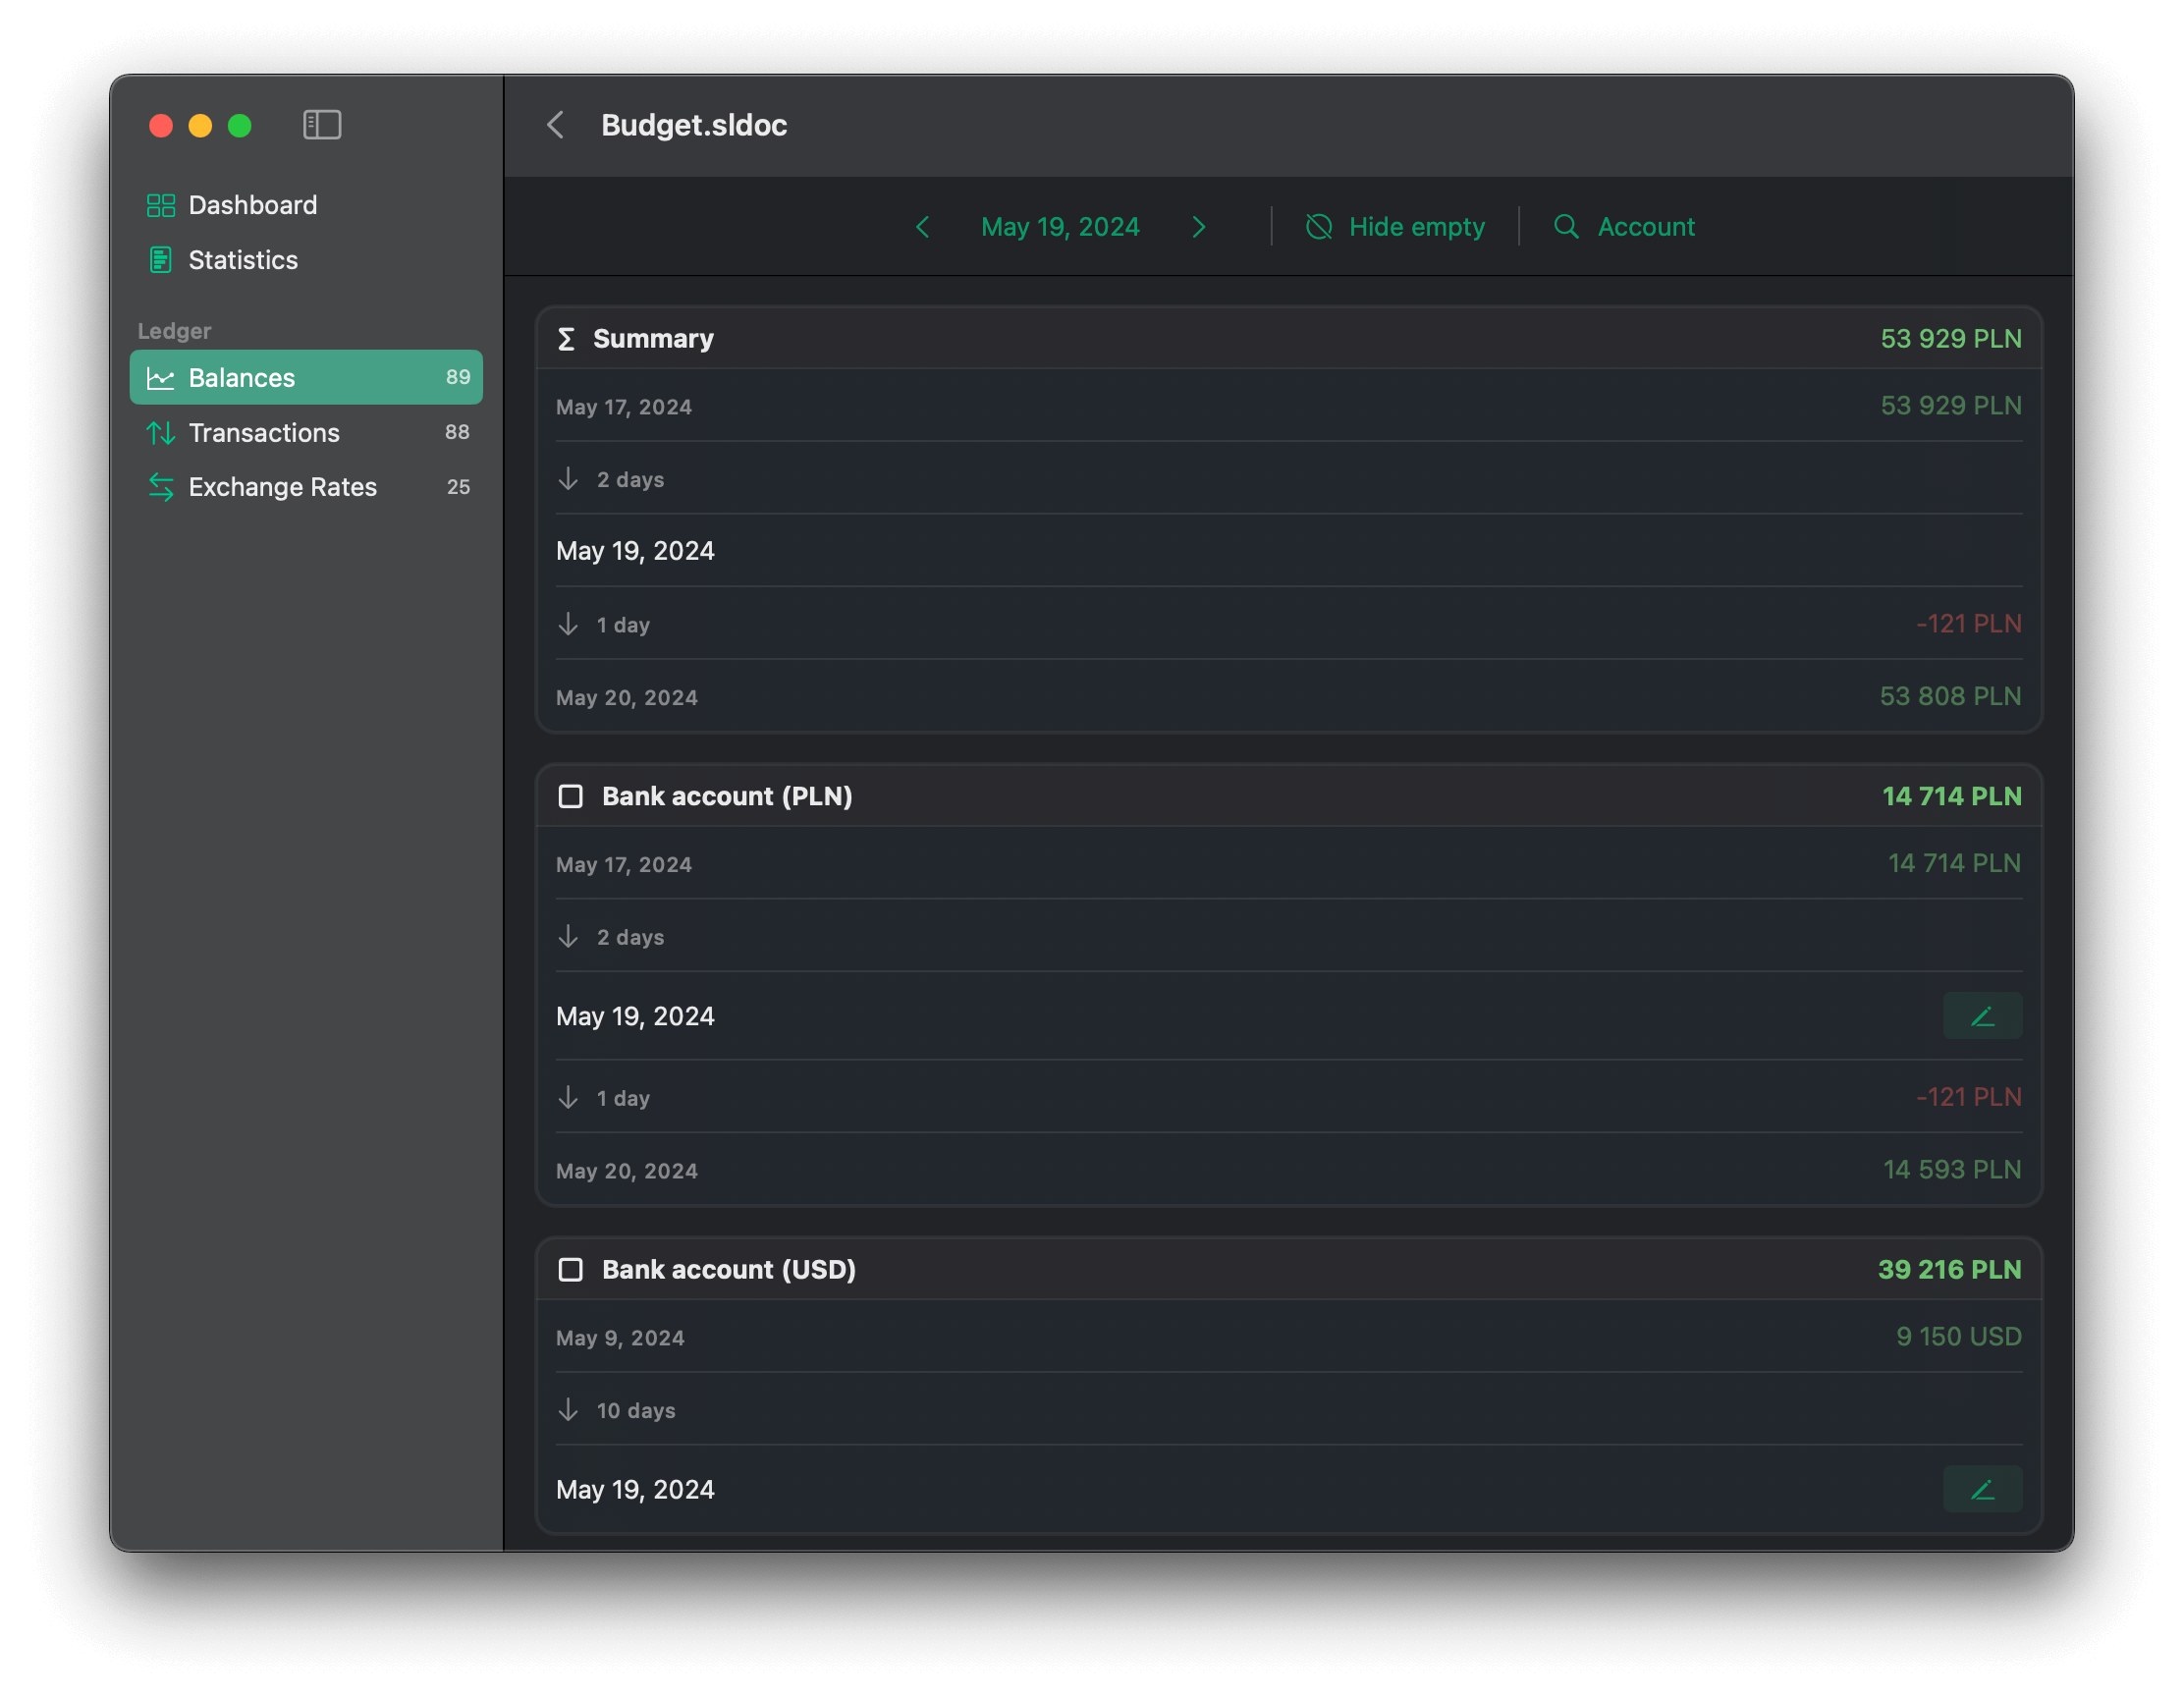 Budget.sldoc
Dashboard
Statistics
Ledger
Balances 89
Transactions 88
Exchange Rates 25
May 19, 2024 Hide empty Account
Σ Summary 53 929 PLN
May 17, 2024 53 929 PLN
2 days
May 19, 2024
1 day -121 PLN
May 20, 2024 53 808 PLN
Bank account (PLN) 14 714 PLN
May 17, 2024 14 714 PLN
2 days
May 19, 2024
1 day -121 PLN
May 20, 2024 14 593 PLN
Bank account (USD) 39 216 PLN
May 9, 2024 9 150 USD
10 days
May 19, 2024